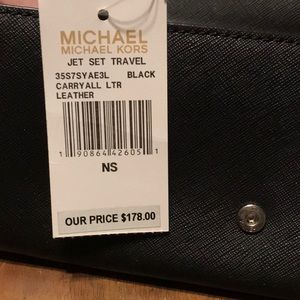 MICHAEL
MICHAEL KORS
JET SET TRAVEL
35S7SYAE3L BLACK
CARRYALL LTR
LEATHER
1 90864 42605 1
NS
OUR PRICE $178.00